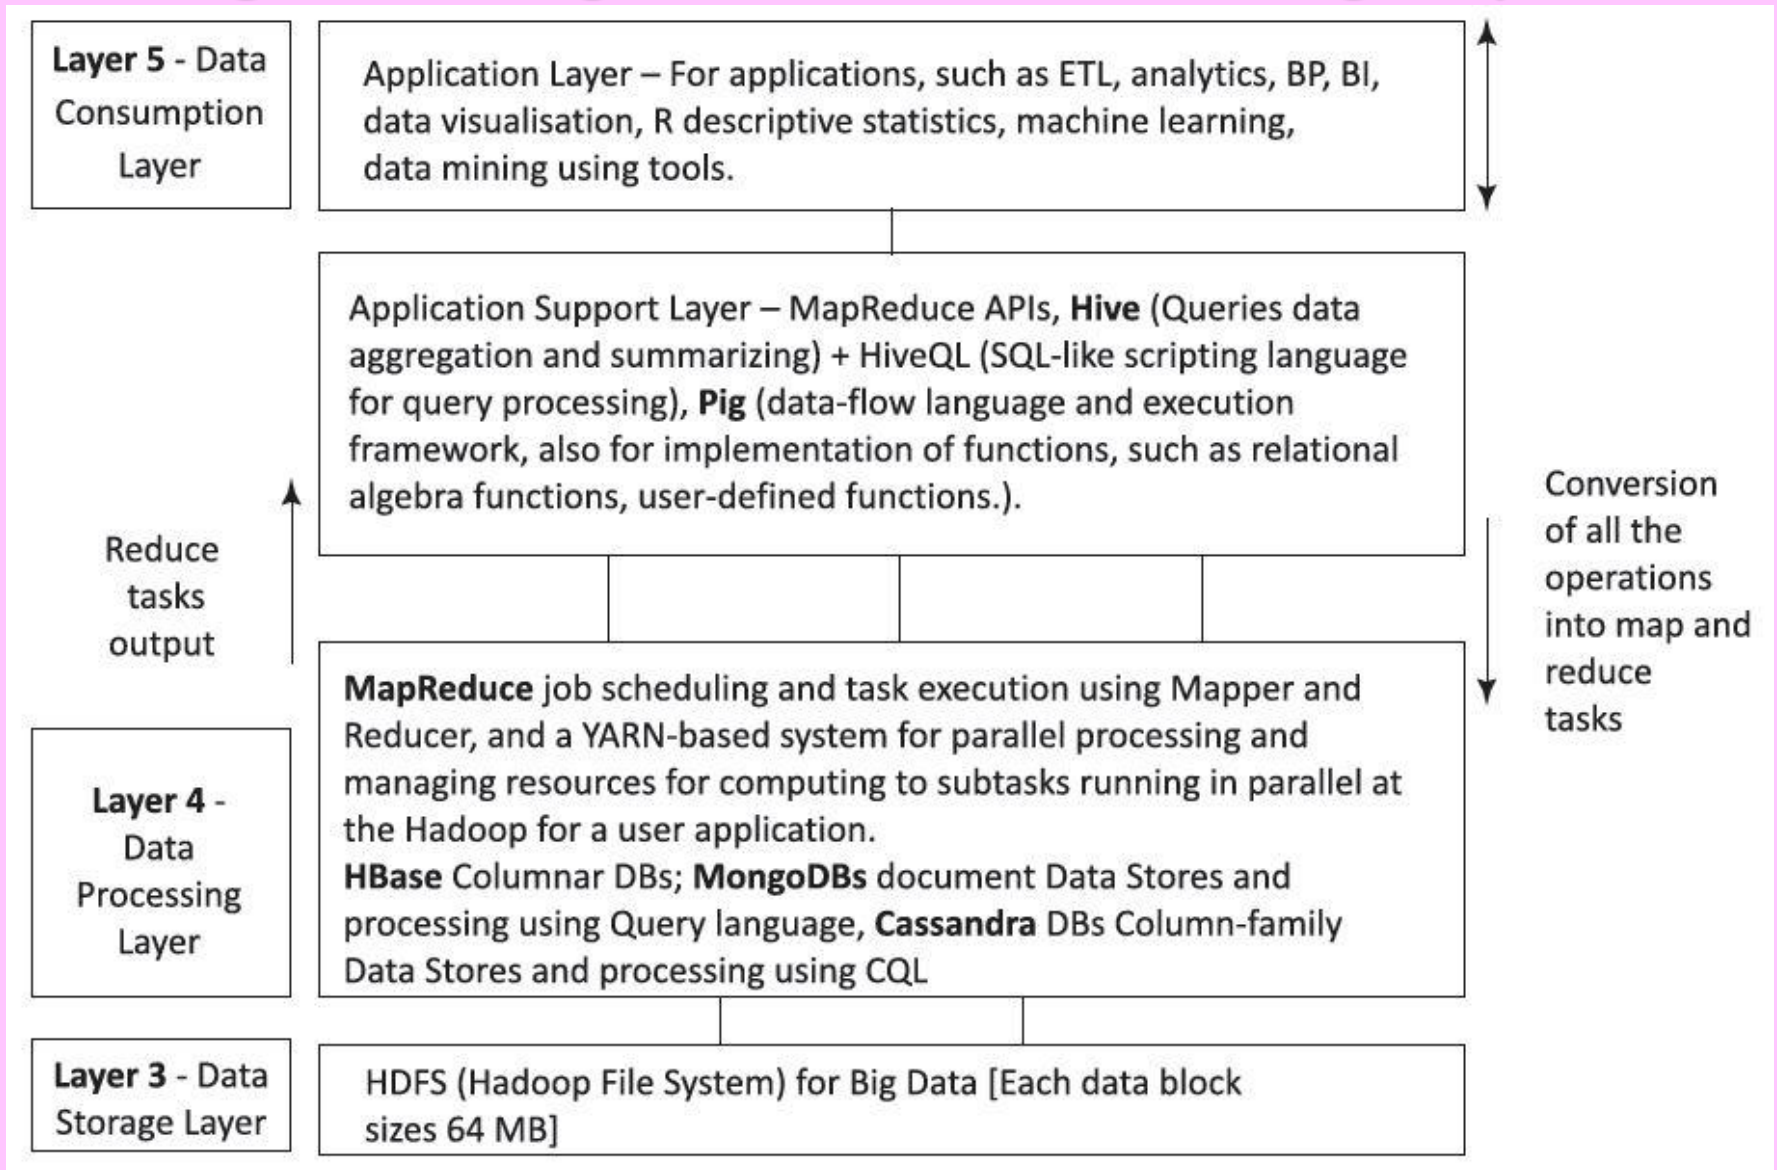 Layer 5 - Data
Consumption
Layer
Application Layer – For applications, such as ETL, analytics, BP, BI,
data visualisation, R descriptive statistics, machine learning,
data mining using tools.
Application Support Layer – MapReduce APIs, Hive (Queries data
aggregation and summarizing) + HiveQL (SQL-like scripting language
for query processing), Pig (data-flow language and execution
framework, also for implementation of functions, such as relational
algebra functions, user-defined functions.).
Reduce
tasks
output
Conversion
of all the
operations
into map and
reduce
tasks
Layer 4 -
Data
Processing
Layer
MapReduce job scheduling and task execution using Mapper and
Reducer, and a YARN-based system for parallel processing and
managing resources for computing to subtasks running in parallel at
the Hadoop for a user application.
HBase Columnar DBs; MongoDBs document Data Stores and
processing using Query language, Cassandra DBs Column-family
Data Stores and processing using CQL
Layer 3 - Data
Storage Layer
HDFS (Hadoop File System) for Big Data [Each data block
sizes 64 MB]